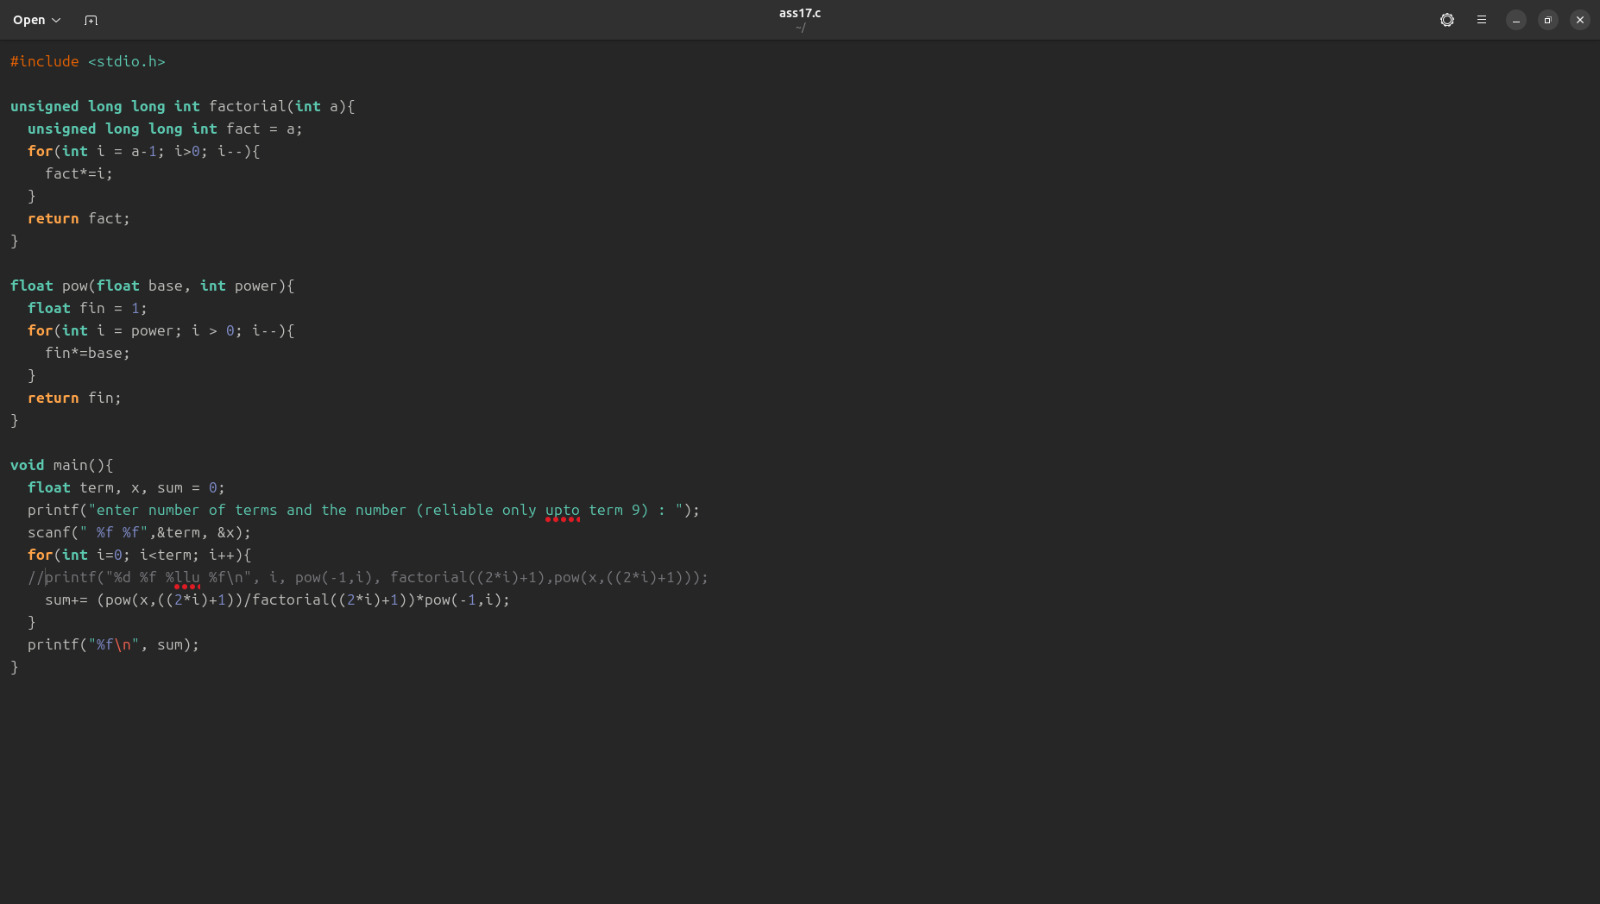 Open
ass17.c
~/
#include <stdio.h>
unsigned long long int factorial(int a){
  unsigned long long int fact = a;
  for(int i = a-1; i>0; i--){
    fact*=i;
  }
  return fact;
}
float pow(float base, int power){
  float fin = 1;
  for(int i = power; i > 0; i--){
    fin*=base;
  }
  return fin;
}
void main(){
  float term, x, sum = 0;
  printf("enter number of terms and the number (reliable only upto term 9) : ");
  scanf(" %f %f",&term, &x);
  for(int i=0; i<term; i++){
  //printf("%d %f %llu %f\n", i, pow(-1,i), factorial((2*i)+1),pow(x,((2*i)+1)));
    sum+= (pow(x,((2*i)+1))/factorial((2*i)+1))*pow(-1,i);
  }
  printf("%f\n", sum);
}